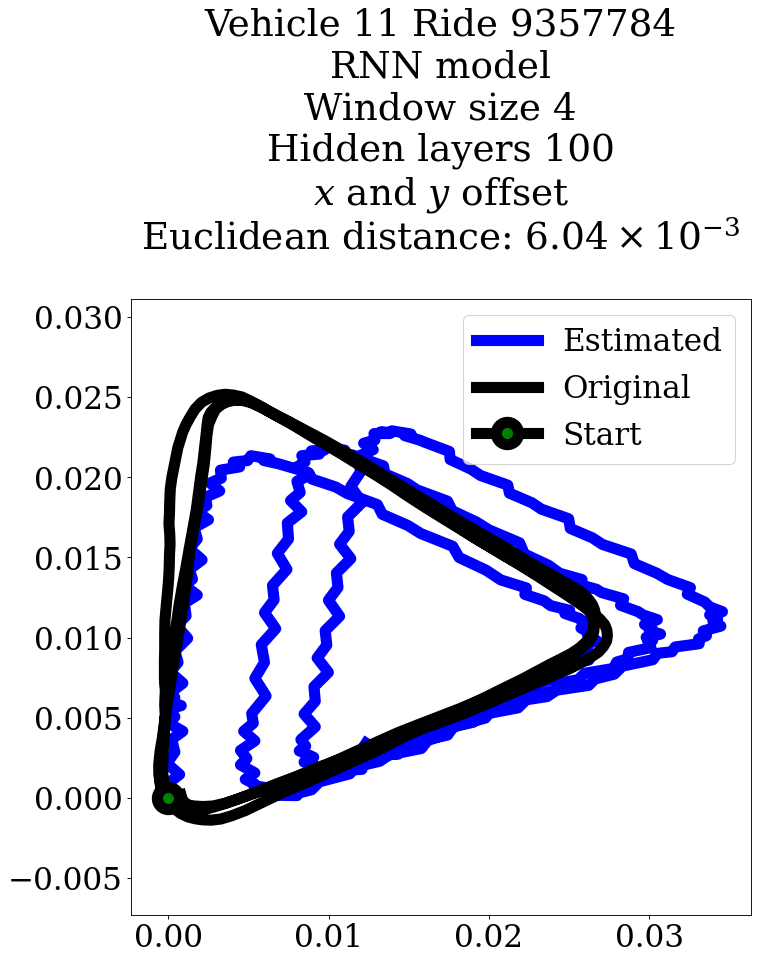 Vehicle 11 Ride 9357784
RNN model
Window size 4
Hidden layers 100
x and y offset
Euclidean distance: 6.04 × 10⁻³
Estimated
Original
Start
0.030
0.025
0.020
0.015
0.010
0.005
0.000
−0.005
0.00 0.01 0.02 0.03